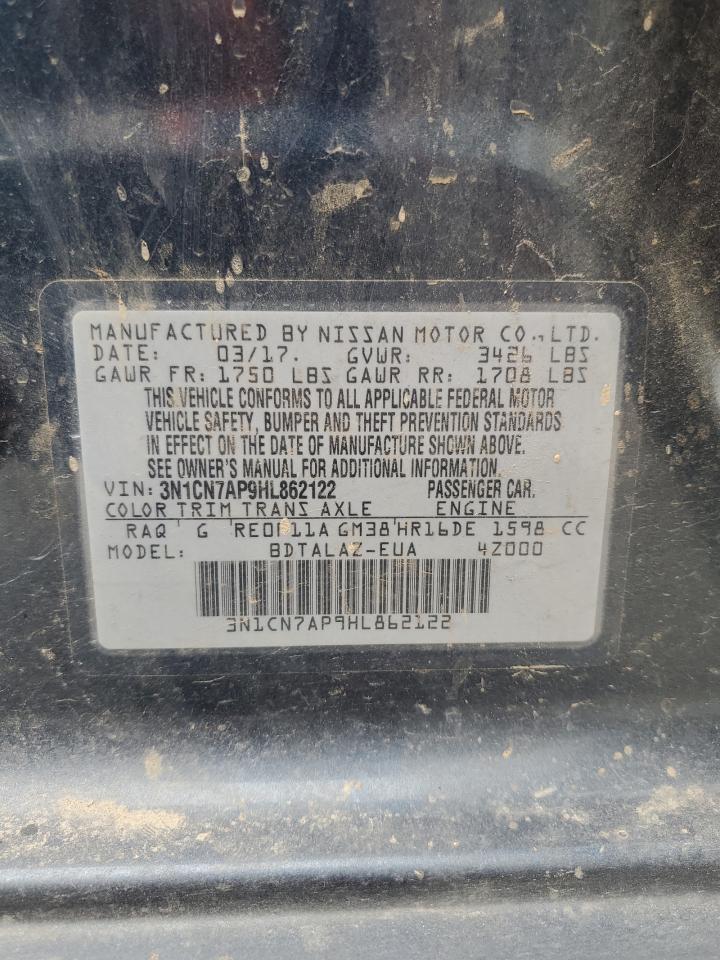 MANUFACTURED BY NISSAN MOTOR CO.,LTD.
DATE: 03/17. GVWR: 3426 LBS
GAWR FR: 1750 LBS GAWR RR: 1708 LBS
THIS VEHICLE CONFORMS TO ALL APPLICABLE FEDERAL MOTOR
VEHICLE SAFETY, BUMPER AND THEFT PREVENTION STANDARDS
IN EFFECT ON THE DATE OF MANUFACTURE SHOWN ABOVE.
SEE OWNER'S MANUAL FOR ADDITIONAL INFORMATION.
VIN: 3N1CN7AP9HL862122 PASSENGER CAR.
COLOR TRIM TRANS AXLE ENGINE
RAQ G RE0F11A GM38 HR16DE 1598 CC
MODEL: BDTALAZ-EUA 4Z000
3N1CN7AP9HL862122